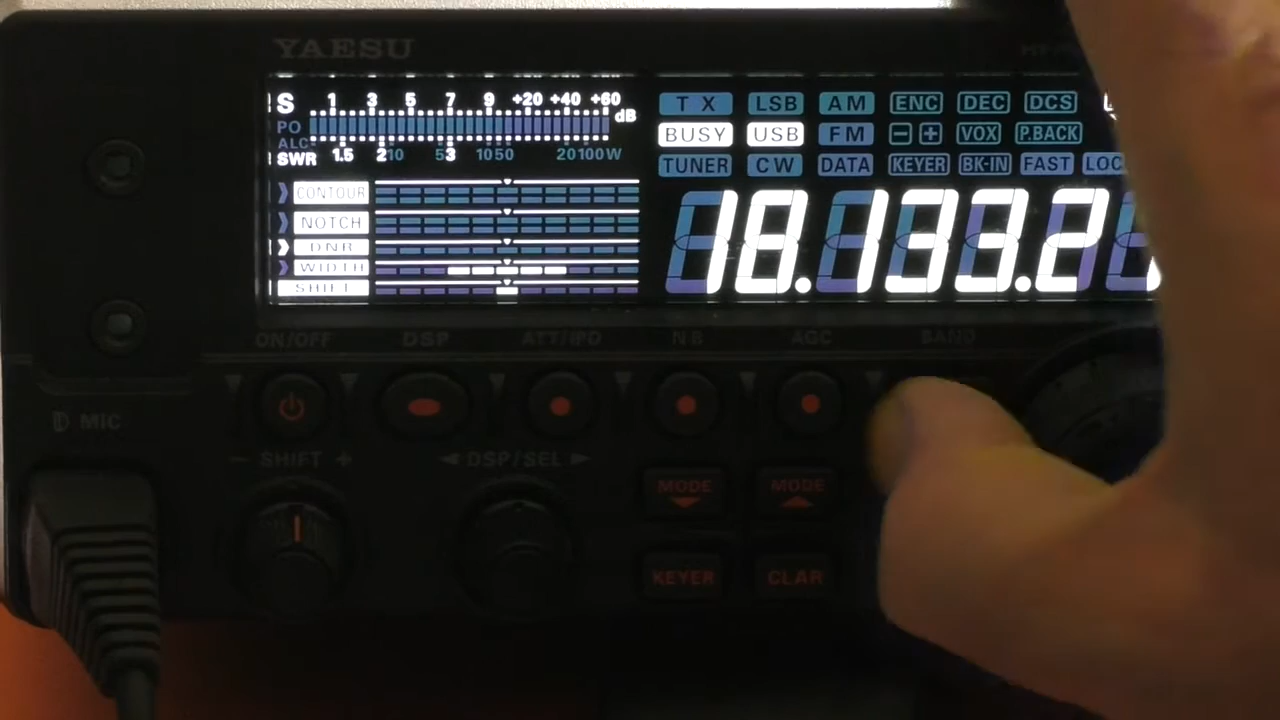 YAESU
S 1 3 5 7 9 +20 +40 +60 dB
PO
ALC
SWR 1.5 2 10 5 3 10 50 20 100 W
CONTOUR
NOTCH
DNR
WIDTH
SHIFT
TX LSB AM ENC DEC DCS
BUSY USB FM - + VOX P.BACK
TUNER CW DATA KEYER BK-IN FAST LOC
18.133.2
ON/OFF DSP ATT/IPO NB AGC BAND
MIC
- SHIFT + ◄ DSP/SEL ►
MODE MODE
KEYER CLAR